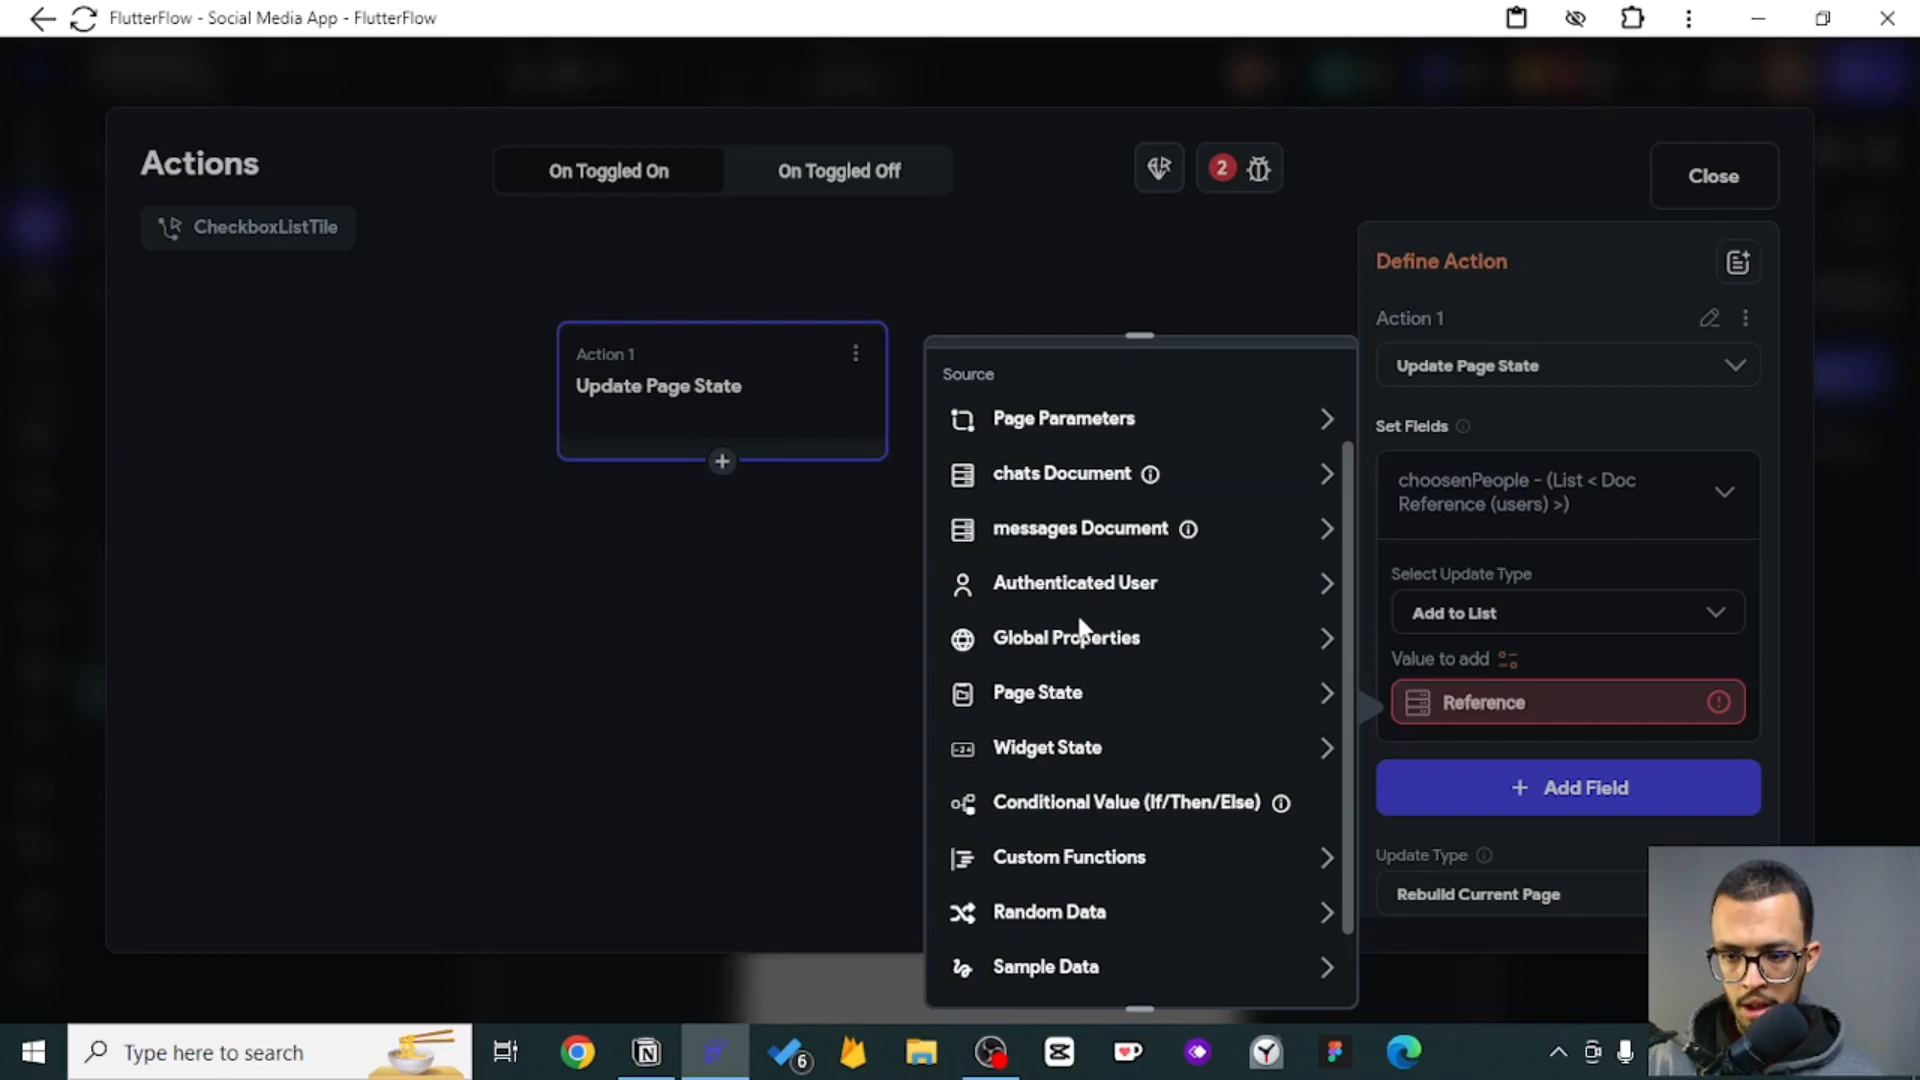 FlutterFlow - Social Media App - FlutterFlow
Actions
On Toggled On
On Toggled Off
2
Close
CheckboxListTile
Define Action
Action 1
Update Page State
Action 1
Update Page State
Source
Page Parameters
chats Document
messages Document
Authenticated User
Global Properties
Page State
Widget State
Conditional Value (If/Then/Else)
Custom Functions
Random Data
Sample Data
Set Fields
choosenPeople - (List < Doc
Reference (users) >)
Select Update Type
Add to List
Value to add
Reference
+ Add Field
Update Type
Rebuild Current Page
Type here to search
6